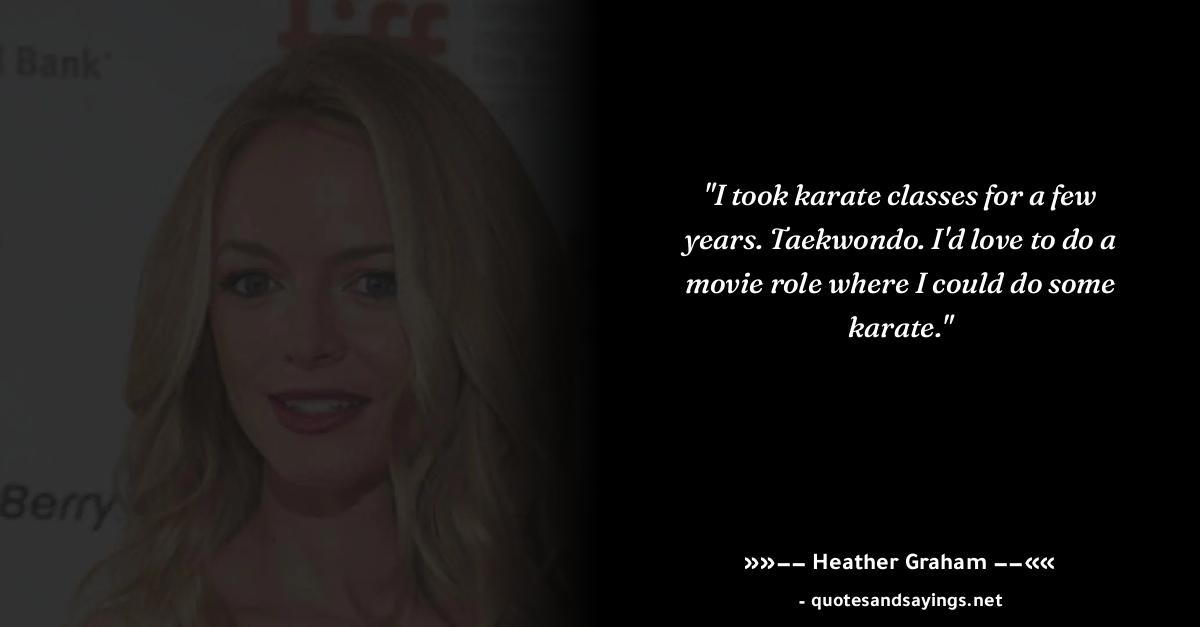 tiff
l Bank
Berry
"I took karate classes for a few
years. Taekwondo. I'd love to do a
movie role where I could do some
karate."
»»-- Heather Graham --««
- quotesandsayings.net